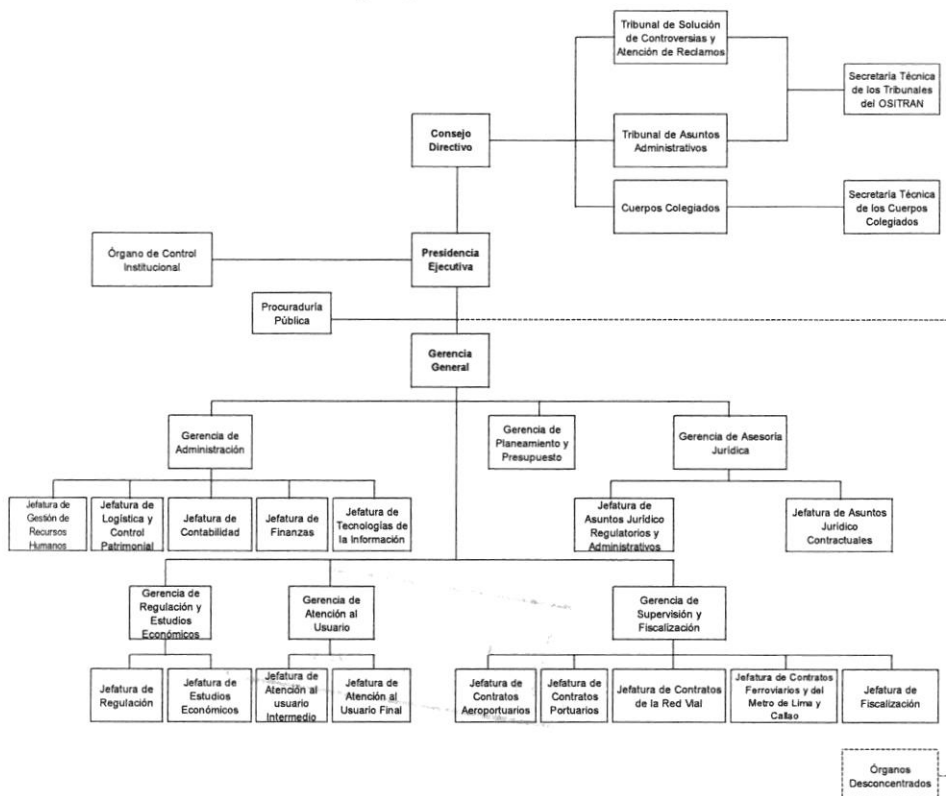 Tribunal de Solución
de Controversias y
Atención de Reclamos
Secretaría Técnica
de los Tribunales
del OSITRAN
Consejo
Directivo
Tribunal de Asuntos
Administrativos
Cuerpos Colegiados
Secretaría Técnica
de los Cuerpos
Colegiados
Órgano de Control
Institucional
Presidencia
Ejecutiva
Procuraduría
Pública
Gerencia
General
Gerencia de
Administración
Gerencia de
Planeamiento y
Presupuesto
Gerencia de Asesoría
Jurídica
Jefatura de
Gestión de
Recursos
Humanos
Jefatura de
Logística y
Control
Patrimonial
Jefatura de
Contabilidad
Jefatura de
Finanzas
Jefatura de
Tecnologías de
la Información
Jefatura de
Asuntos Jurídico
Regulatorios y
Administrativos
Jefatura de Asuntos
Jurídico
Contractuales
Gerencia de
Regulación y
Estudios
Económicos
Gerencia de
Atención al
Usuario
Gerencia de
Supervisión y
Fiscalización
Jefatura de
Regulación
Jefatura de
Estudios
Económicos
Jefatura de
Atención al
usuario
Intermedio
Jefatura de
Atención al
Usuario Final
Jefatura de
Contratos
Aeroportuarios
Jefatura de
Contratos
Portuarios
Jefatura de Contratos
de la Red Vial
Jefatura de Contratos
Ferroviarios y del
Metro de Lima y
Callao
Jefatura de
Fiscalización
Órganos
Desconcentrados